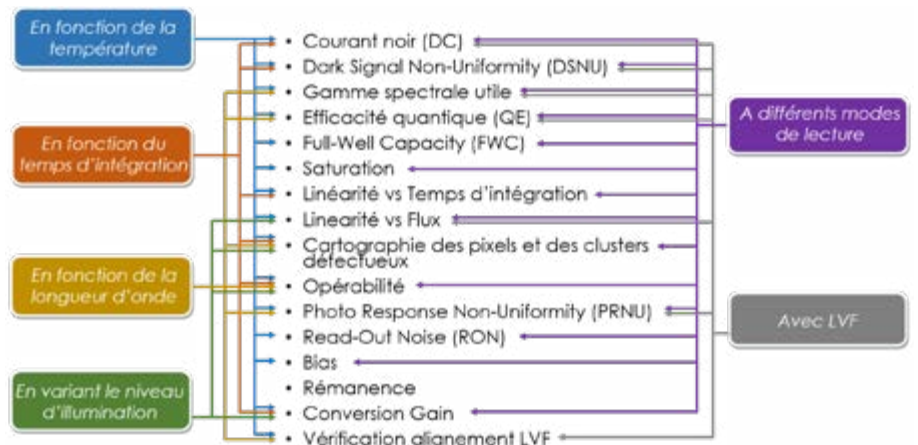 En fonction de la
température
En fonction du
temps d'intégration
En fonction de la
longueur d'onde
En variant le niveau
d'illumination
• Courant noir (DC)
• Dark Signal Non-Uniformity (DSNU)
• Gamme spectrale utile
• Efficacité quantique (QE)
• Full-Well Capacity (FWC)
• Saturation
• Linéarité vs Temps d'intégration
• Linearité vs Flux
• Cartographie des pixels et des clusters
défectueux
• Opérabilité
• Photo Response Non-Uniformity (PRNU)
• Read-Out Noise (RON)
• Bias
• Rémanence
• Conversion Gain
• Vérification alignement LVF
A différents modes
de lecture
Avec LVF